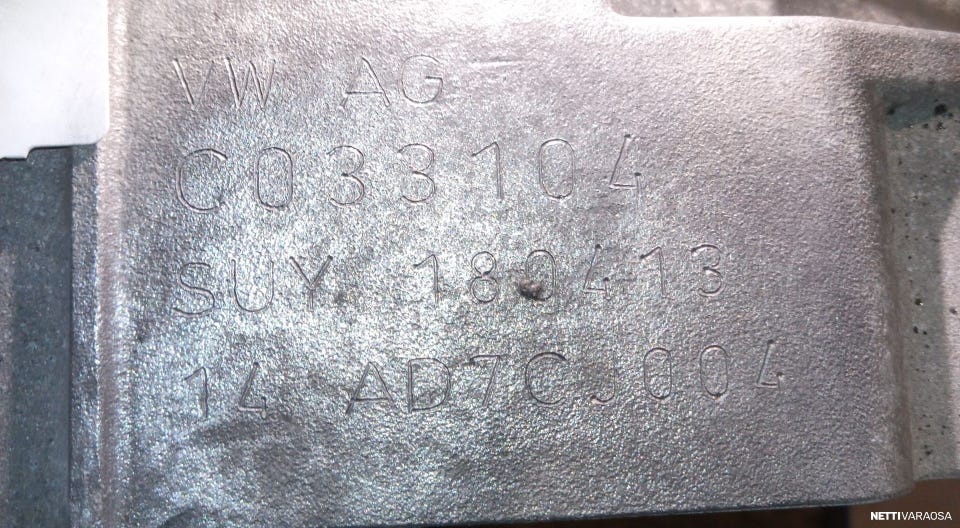 VW AG
C033104
SUY 180413
14 AD7CJ004
NETTIVARAOSA